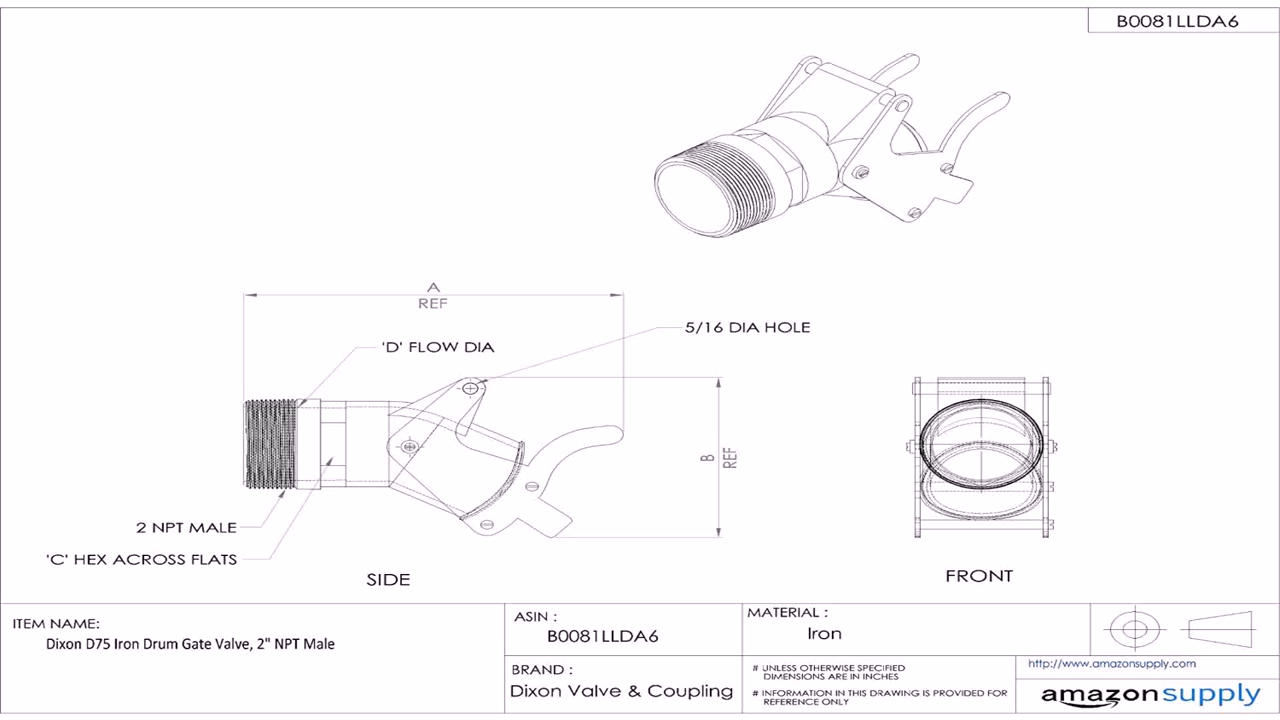 B0081LLDA6
A
REF
5/16 DIA HOLE
'D' FLOW DIA
B
REF
2 NPT MALE
'C' HEX ACROSS FLATS
SIDE
FRONT
ITEM NAME:
Dixon D75 Iron Drum Gate Valve, 2" NPT Male
ASIN :
B0081LLDA6
MATERIAL :
Iron
BRAND :
Dixon Valve & Coupling
# UNLESS OTHERWISE SPECIFIED
DIMENSIONS ARE IN INCHES
# INFORMATION IN THIS DRAWING IS PROVIDED FOR
REFERENCE ONLY
http://www.amazonsupply.com
amazonsupply